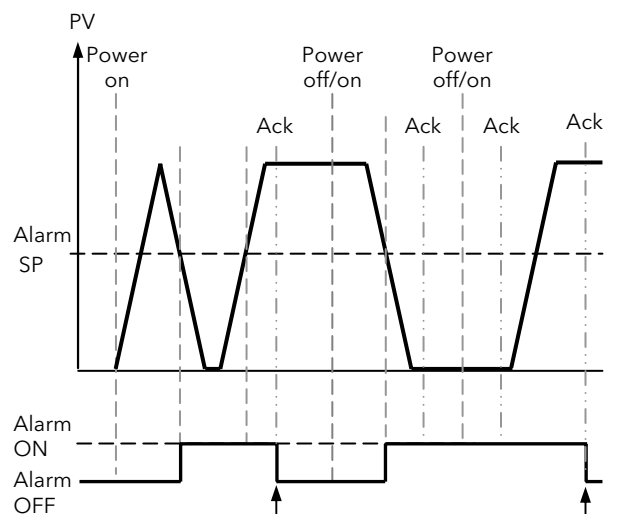 PV
Power
on
Power
off/on
Power
off/on
Ack
Ack
Ack
Ack
Alarm
SP
Alarm
ON
Alarm
OFF